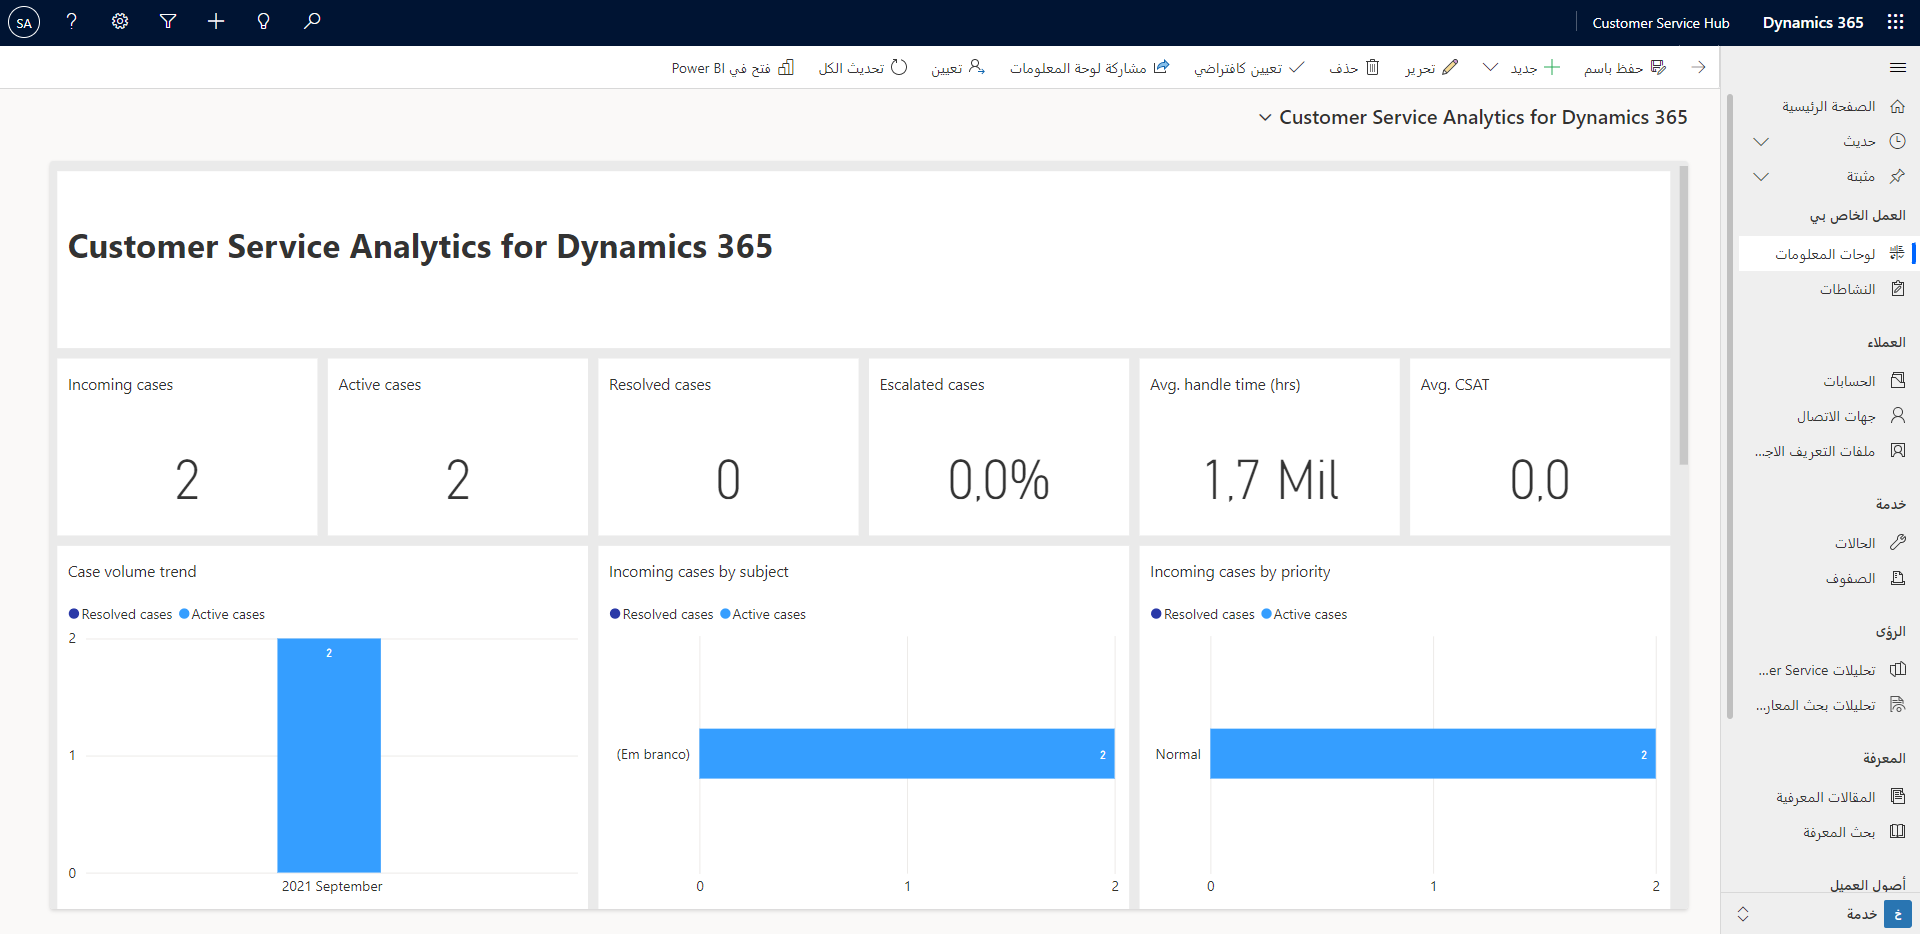 Dynamics 365
Customer Service Hub
?
SA
حفظ باسم
جديد
تحرير
حذف
تعيين كافتراضي
مشاركة لوحة المعلومات
تعيين
تحديث الكل
فتح في Power BI
الصفحة الرئيسية
حديث
مثبتة
العمل الخاص بي
لوحات المعلومات
النشاطات
العملاء
الحسابات
جهات الاتصال
ملفات التعريف الاجـ...
خدمة
الحالات
الصفوف
الرؤى
تحليلات er Service...
تحليلات بحث المعار...
المعرفة
المقالات المعرفية
بحث المعرفة
أصول العميل
خ
خدمة
Customer Service Analytics for Dynamics 365
Customer Service Analytics for Dynamics 365
Incoming cases
2
Active cases
2
Resolved cases
0
Escalated cases
0,0%
Avg. handle time (hrs)
1,7 Mil
Avg. CSAT
0,0
Case volume trend
Resolved cases Active cases
2
2
1
0
2021 September
Incoming cases by subject
Resolved cases Active cases
(Em branco)
2
0 1 2
Incoming cases by priority
Resolved cases Active cases
Normal
2
0 1 2